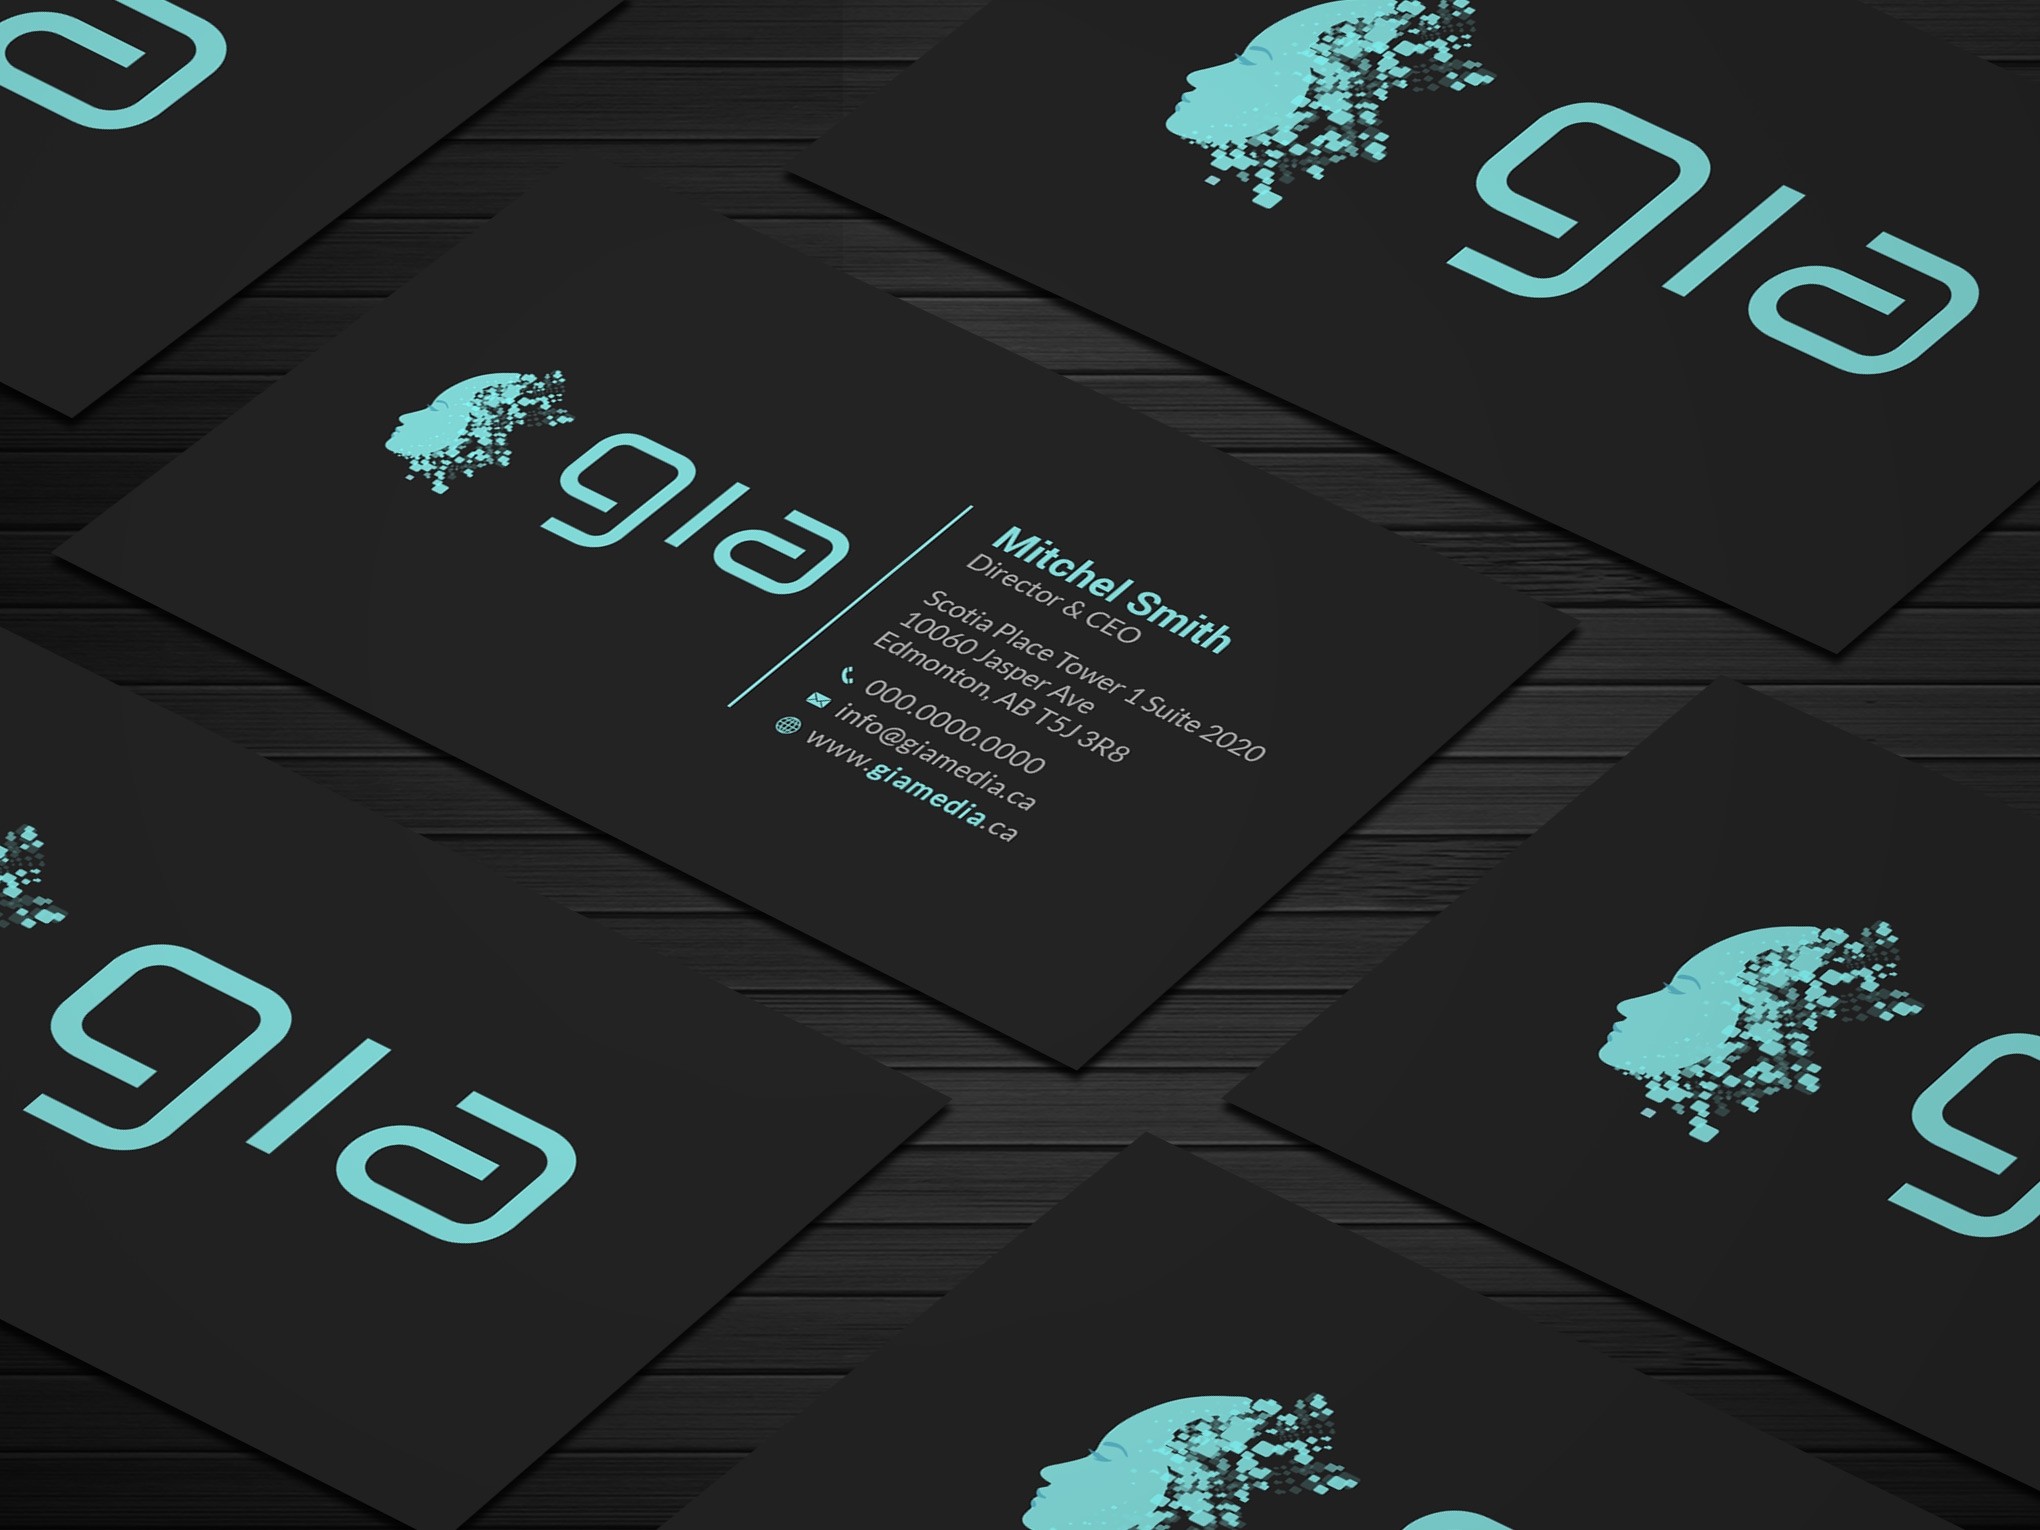 gia
gia
Mitchel Smith
Director & CEO
Scotia Place Tower 1 Suite 2020
10060 Jasper Ave
Edmonton, AB T5J 3R8
000.0000.0000
info@giamedia.ca
www.giamedia.ca
gia